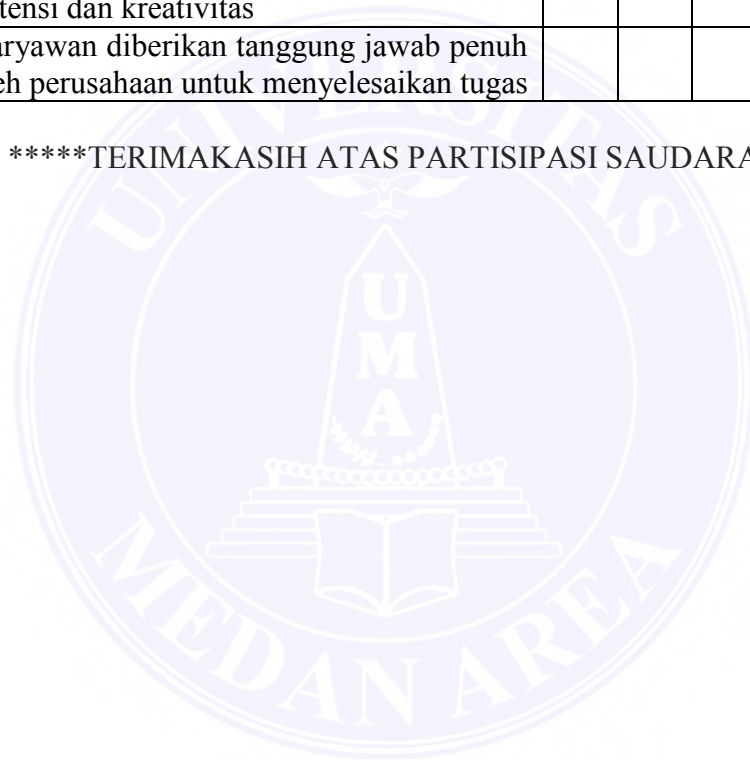 tensi dan kreativitas
aryawan diberikan tanggung jawab penuh
eh perusahaan untuk menyelesaikan tugas
*****TERIMAKASIH ATAS PARTISIPASI SAUDARA
UNIVERSITAS
U
M
A
MEDAN AREA